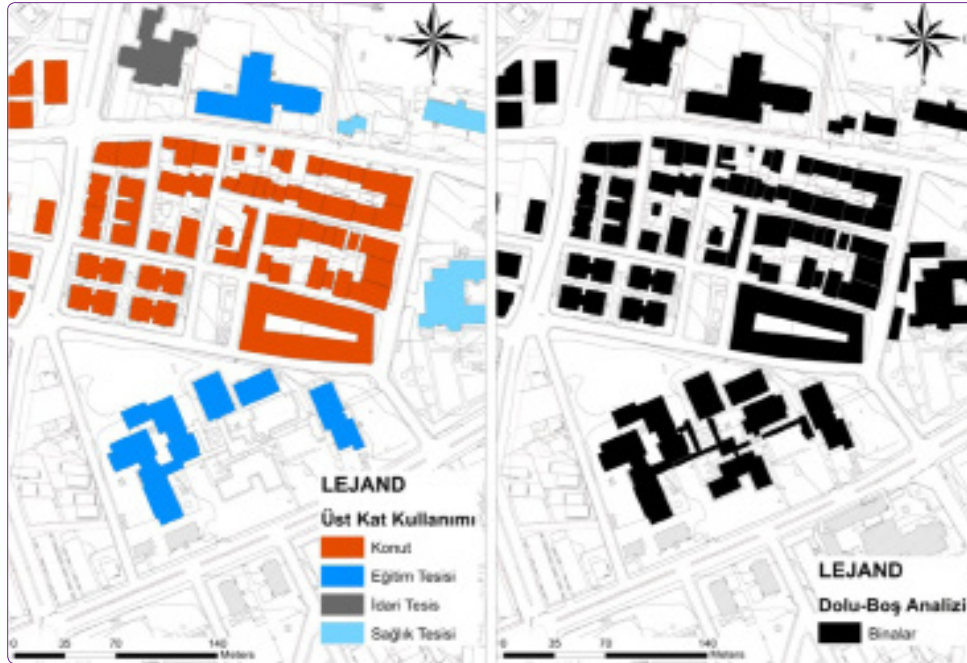 LEJAND
Üst Kat Kullanımı
Konut
Eğitim Tesisi
İdari Tesis
Sağlık Tesisi
0 35 70 140
Meters
LEJAND
Dolu-Boş Analizi
Binalar
0 35 70 140
Meters